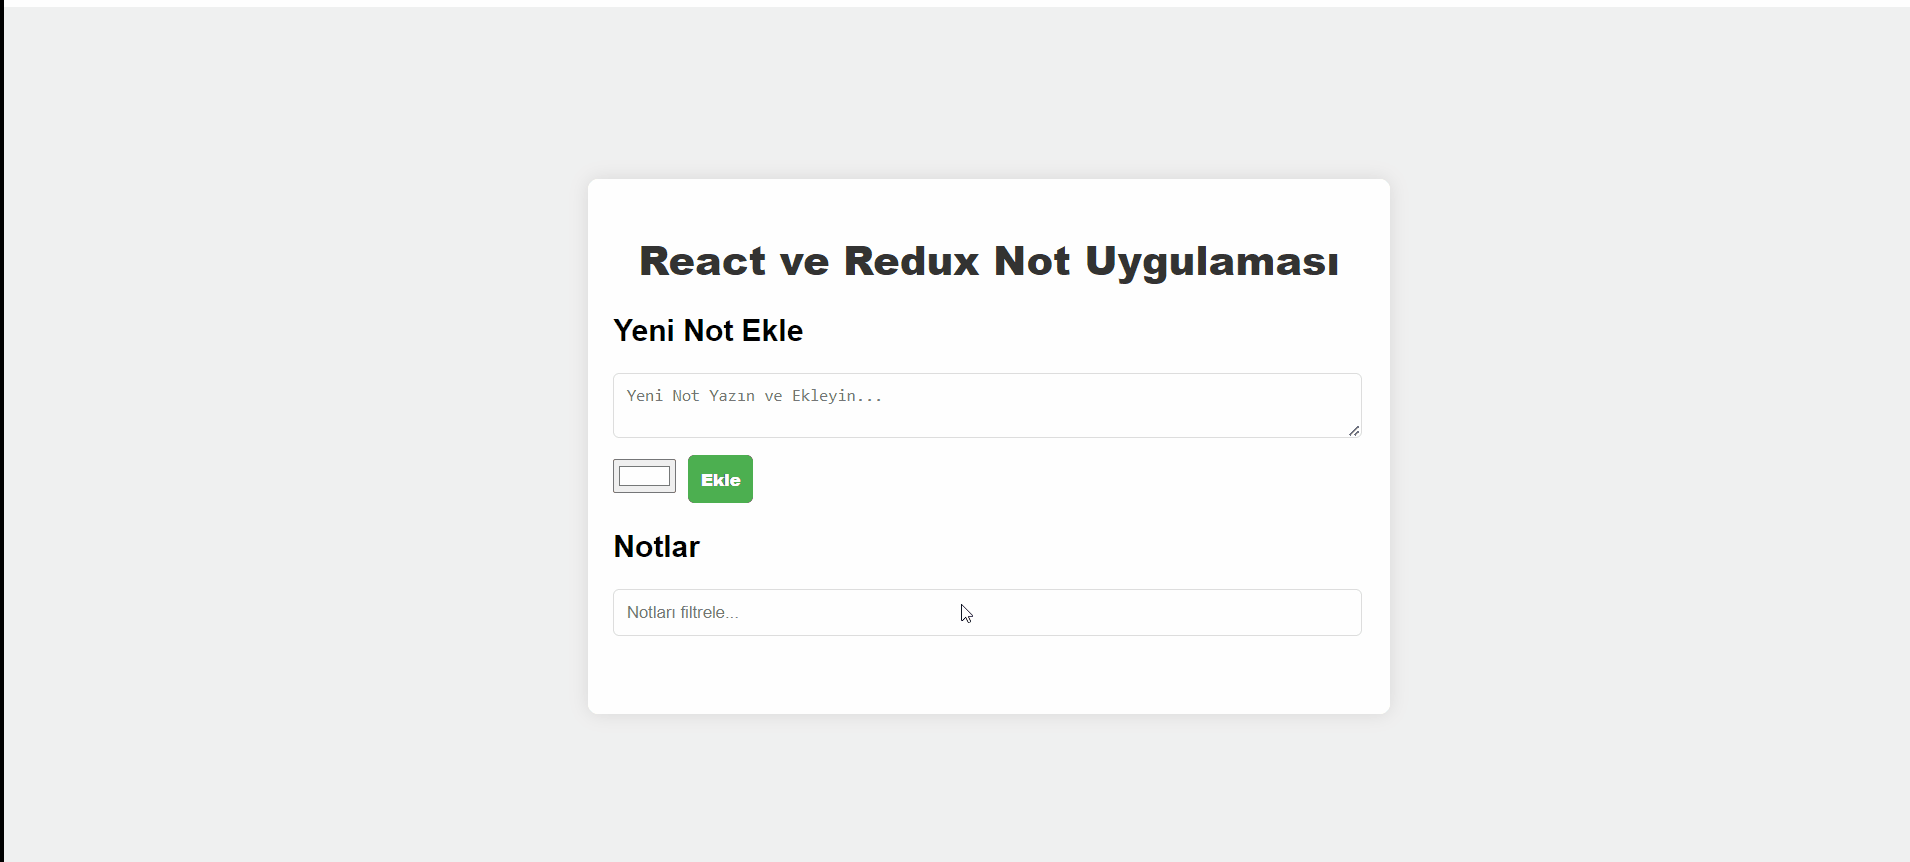 React ve Redux Not Uygulaması
Yeni Not Ekle
Yeni Not Yazın ve Ekleyin...
Ekle
Notlar
Notları filtrele...